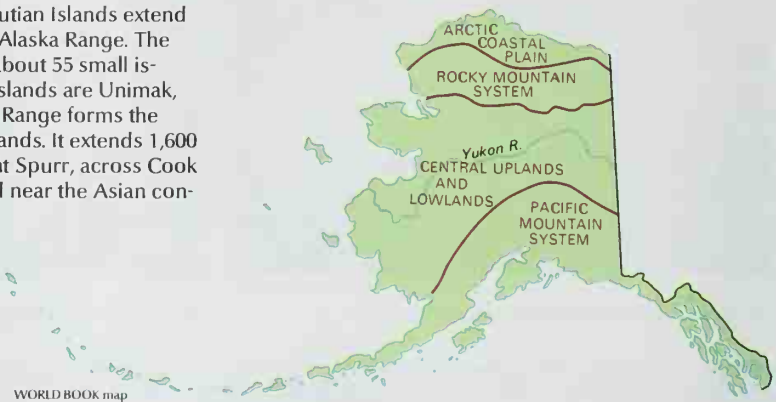 utian Islands extend
Alaska Range. The
bout 55 small is-
slands are Unimak,
Range forms the
ands. It extends 1,600
t Spurr, across Cook
d near the Asian con-
ARCTIC
COASTAL
PLAIN
ROCKY MOUNTAIN
SYSTEM
Yukon R.
CENTRAL UPLANDS
AND
LOWLANDS
PACIFIC
MOUNTAIN
SYSTEM
WORLD BOOK map